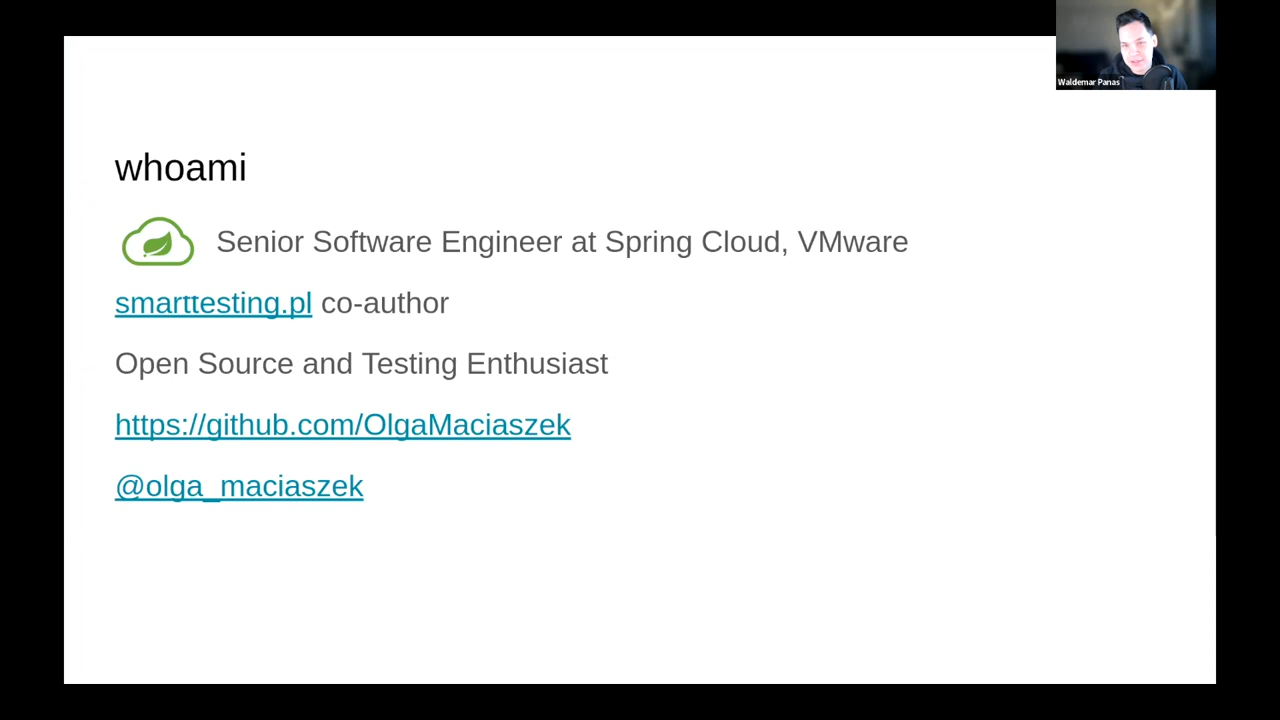 Waldemar Panas
whoami
Senior Software Engineer at Spring Cloud, VMware
smarttesting.pl co-author
Open Source and Testing Enthusiast
https://github.com/OlgaMaciaszek
@olga_maciaszek